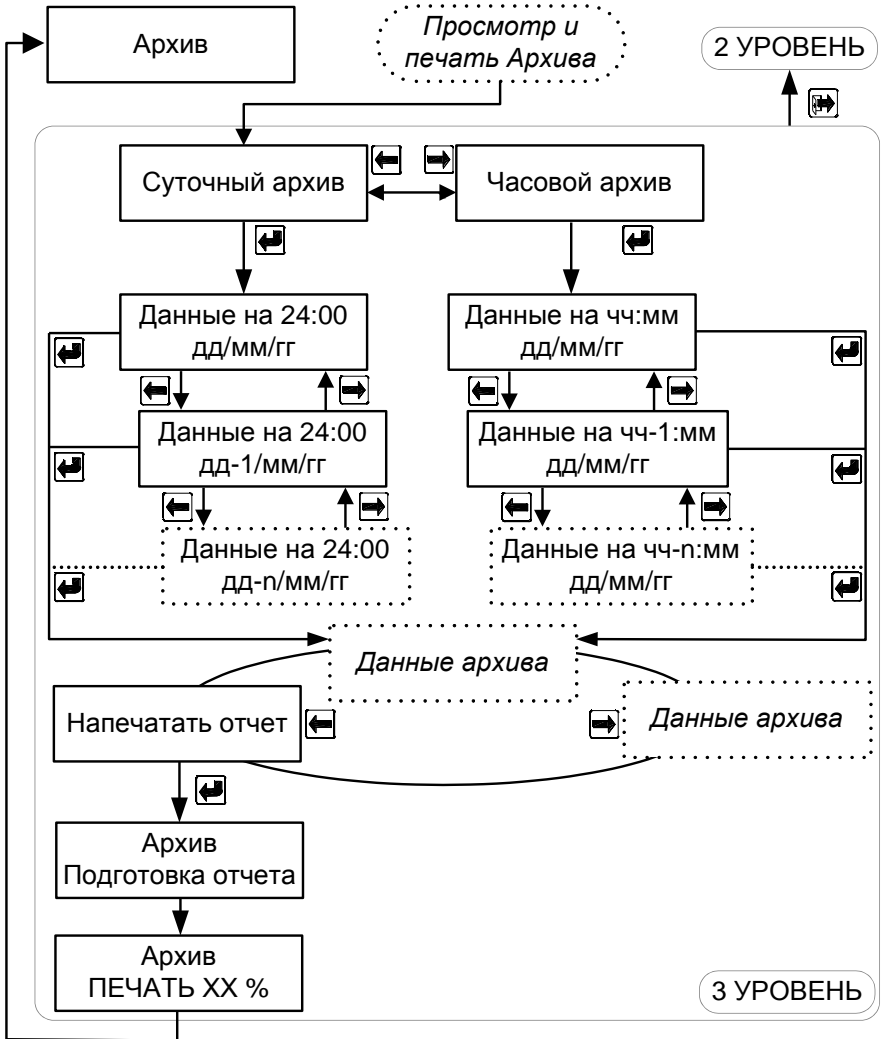 Архив
Просмотр и
печать Архива
2 УРОВЕНЬ
Суточный архив
Часовой архив
Данные на 24:00
дд/мм/гг
Данные на чч:мм
дд/мм/гг
Данные на 24:00
дд-1/мм/гг
Данные на чч-1:мм
дд/мм/гг
Данные на 24:00
дд-n/мм/гг
Данные на чч-n:мм
дд/мм/гг
Данные архива
Напечатать отчет
Данные архива
Архив
Подготовка отчета
Архив
ПЕЧАТЬ ХХ %
3 УРОВЕНЬ